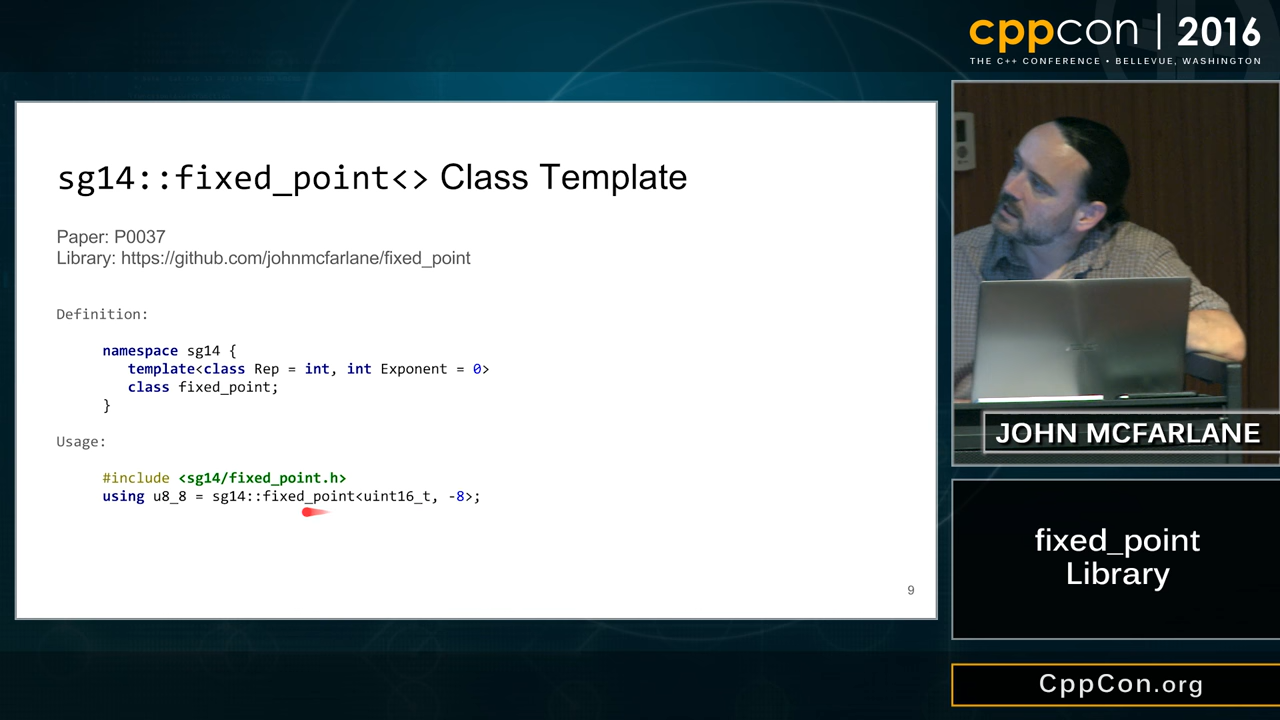 cppcon | 2016
THE C++ CONFERENCE • BELLEVUE, WASHINGTON
sg14::fixed_point<> Class Template
Paper: P0037
Library: https://github.com/johnmcfarlane/fixed_point
Definition:
namespace sg14 {
template<class Rep = int, int Exponent = 0>
class fixed_point;
}
Usage:
#include <sg14/fixed_point.h>
using u8_8 = sg14::fixed_point<uint16_t, -8>;
9
JOHN MCFARLANE
fixed_point
Library
CppCon.org